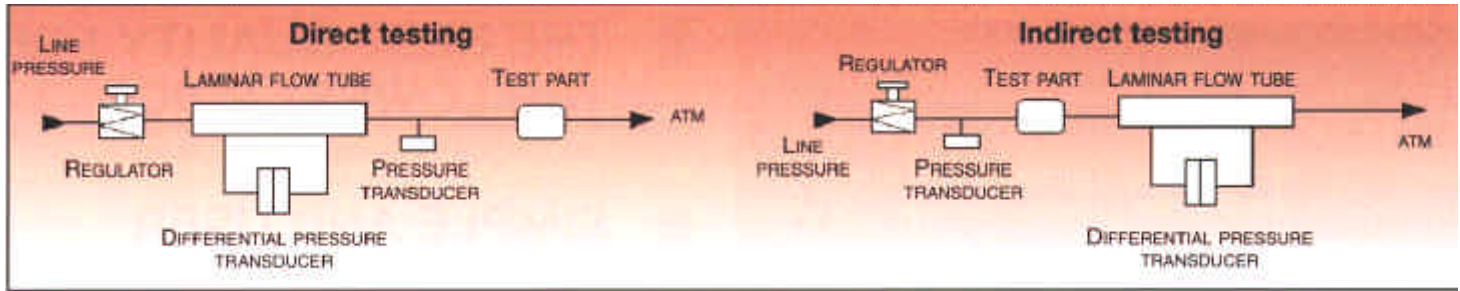 Direct testing
LINE
PRESSURE
LAMINAR FLOW TUBE
TEST PART
ATM
REGULATOR
PRESSURE
TRANSDUCER
DIFFERENTIAL PRESSURE
TRANSDUCER
Indirect testing
REGULATOR
TEST PART
LAMINAR FLOW TUBE
LINE
PRESSURE
PRESSURE
TRANSDUCER
ATM
DIFFERENTIAL PRESSURE
TRANSDUCER